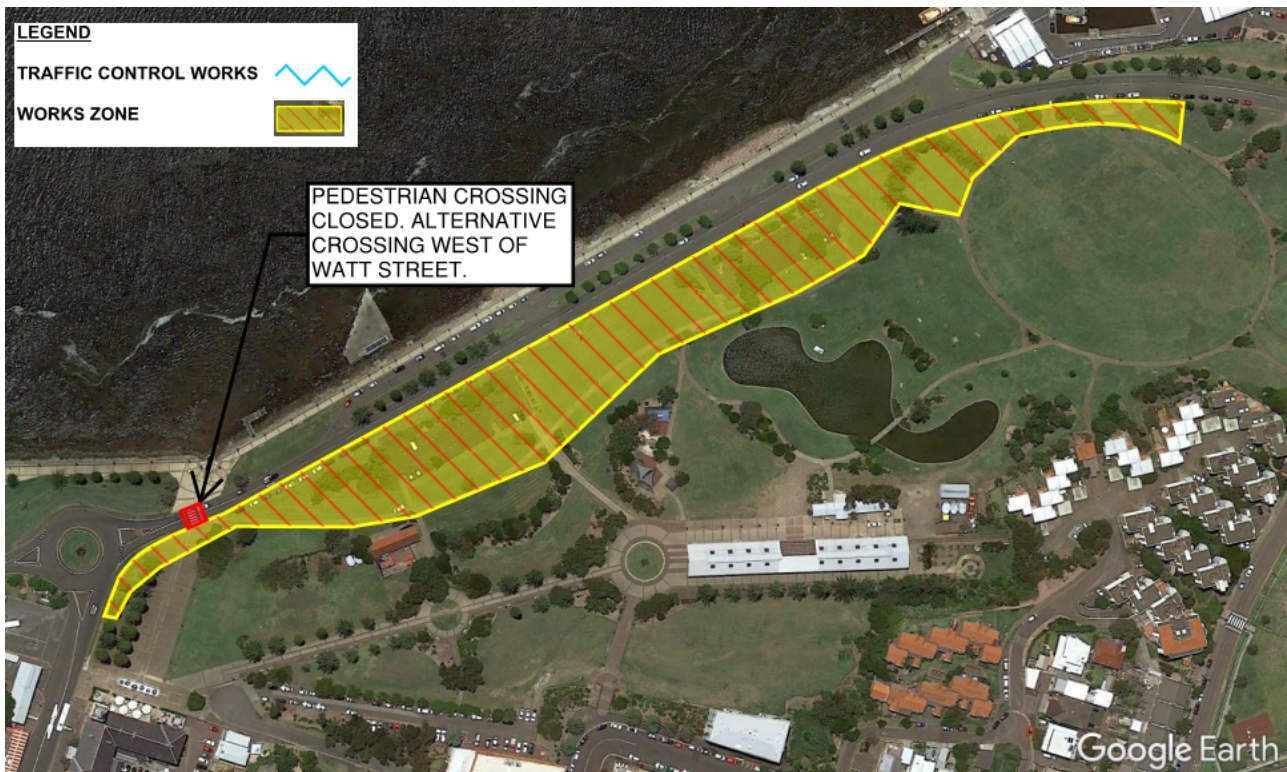 LEGEND
TRAFFIC CONTROL WORKS
WORKS ZONE
PEDESTRIAN CROSSING
CLOSED. ALTERNATIVE
CROSSING WEST OF
WATT STREET.
Google Earth